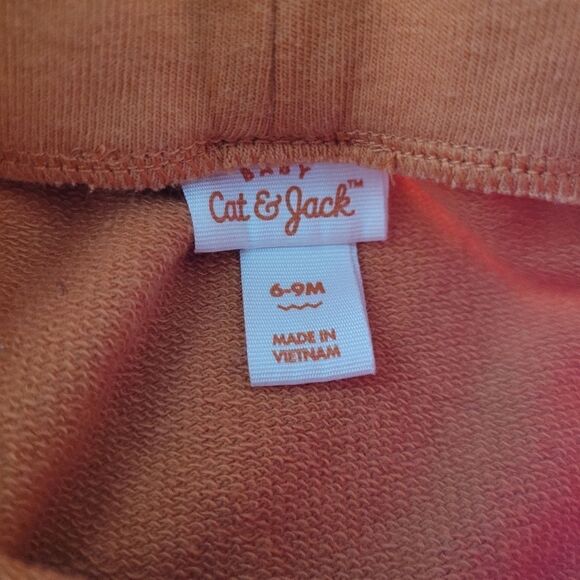 BABY
Cat & Jack™
6-9M
MADE IN
VIETNAM